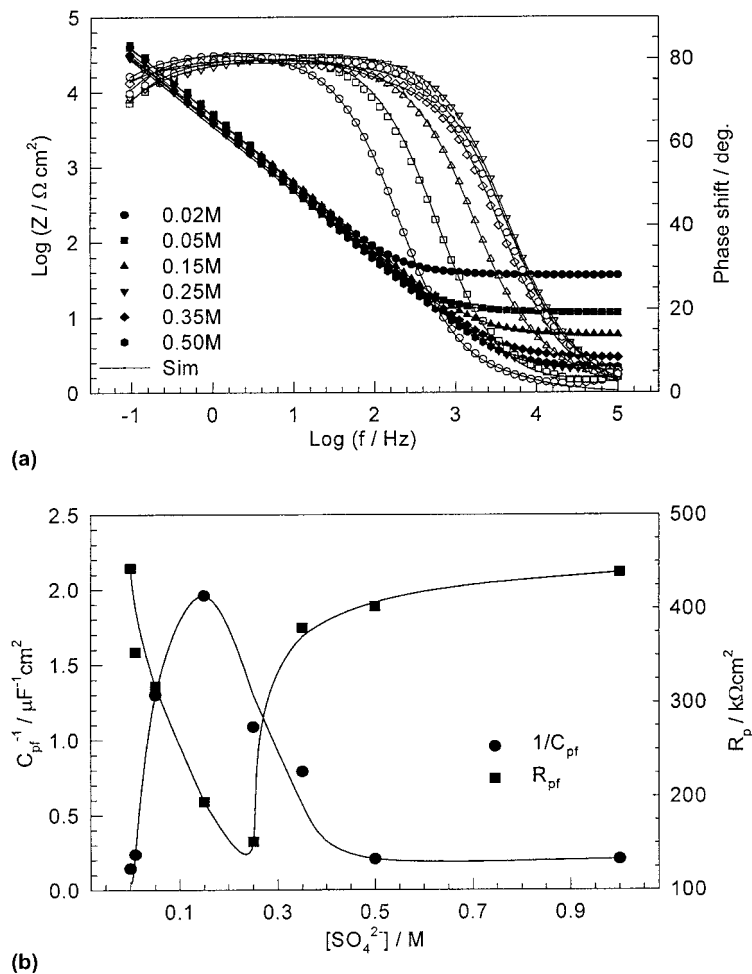 5
4
3
2
1
0
Log (Z / Ω cm²)
80
60
40
20
0
Phase shift / deg.
0.02M
0.05M
0.15M
0.25M
0.35M
0.50M
Sim
-1 0 1 2 3 4 5
Log (f / Hz)
(a)
2.5
2.0
1.5
1.0
0.5
0.0
C_pf⁻¹ / μF⁻¹cm²
500
400
300
200
100
R_p / kΩcm²
1/C_pf
R_pf
0.1 0.3 0.5 0.7 0.9
[SO₄²⁻] / M
(b)